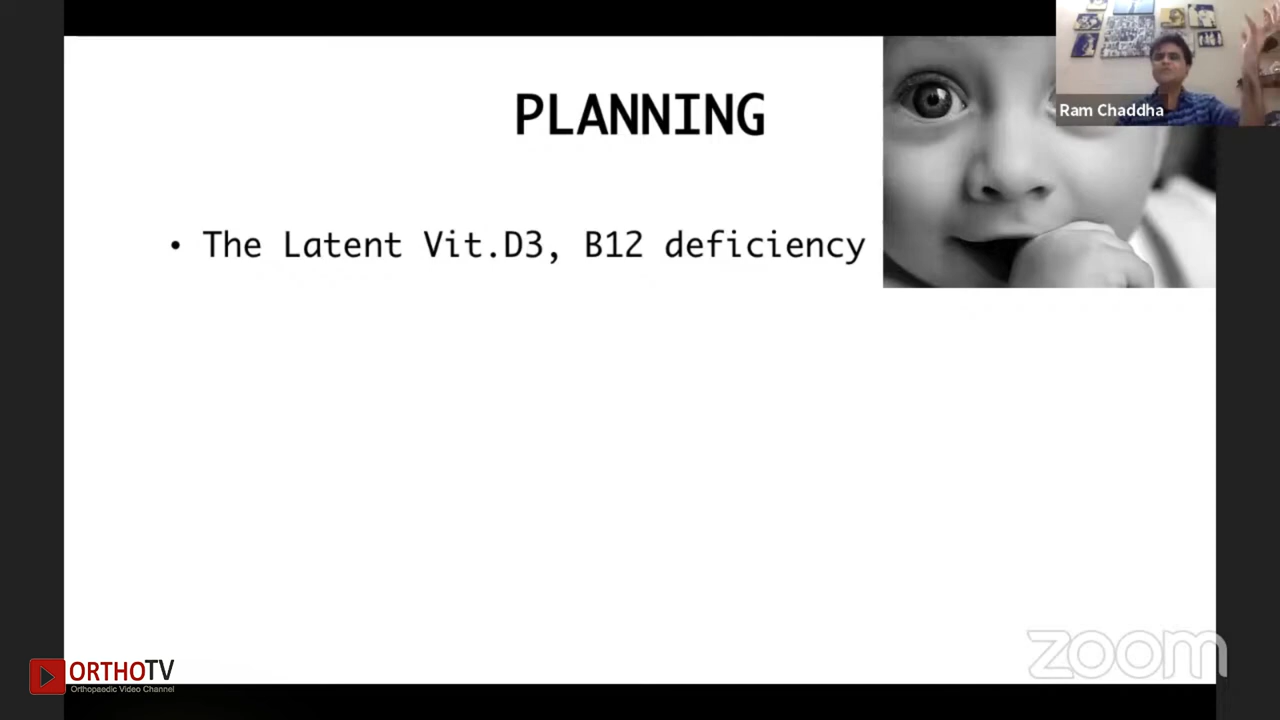 PLANNING
Ram Chaddha
• The Latent Vit.D3, B12 deficiency
ORTHOTV
Orthopaedic Video Channel
zoom